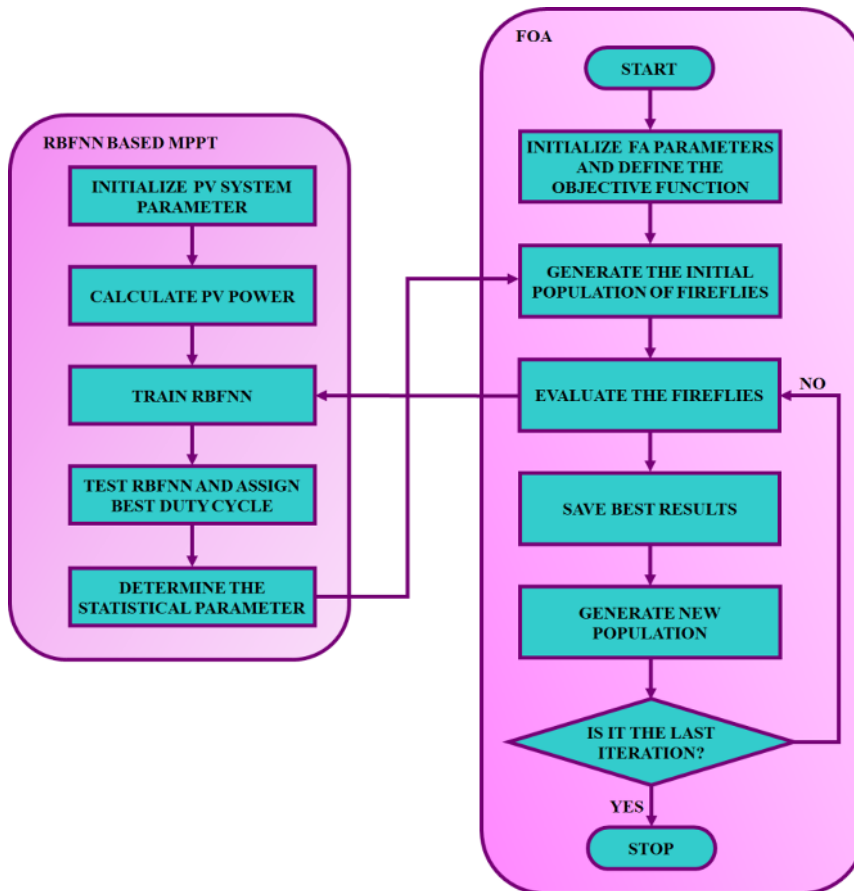 RBFNN BASED MPPT
INITIALIZE PV SYSTEM
PARAMETER
CALCULATE PV POWER
TRAIN RBFNN
TEST RBFNN AND ASSIGN
BEST DUTY CYCLE
DETERMINE THE
STATISTICAL PARAMETER
FOA
START
INITIALIZE FA PARAMETERS
AND DEFINE THE
OBJECTIVE FUNCTION
GENERATE THE INITIAL
POPULATION OF FIREFLIES
EVALUATE THE FIREFLIES
NO
SAVE BEST RESULTS
GENERATE NEW
POPULATION
IS IT THE LAST
ITERATION?
YES
STOP